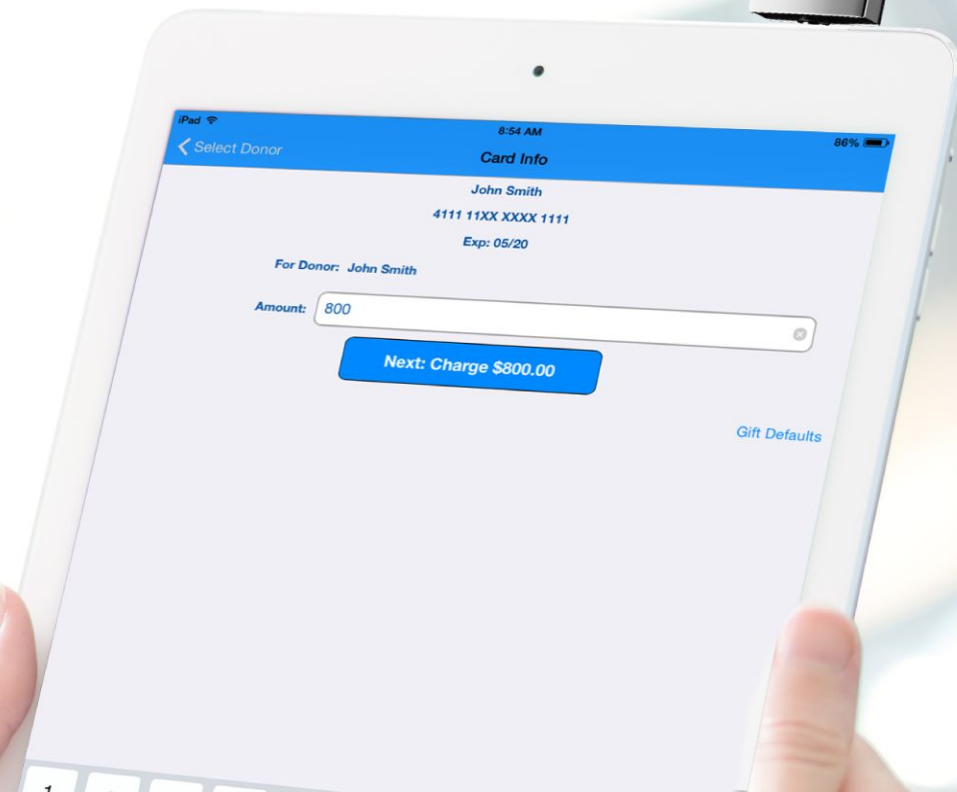 iPad 8:54 AM 86%
Select Donor Card Info
John Smith
4111 11XX XXXX 1111
Exp: 05/20
For Donor: John Smith
Amount: 800
Next: Charge $800.00
Gift Defaults
1